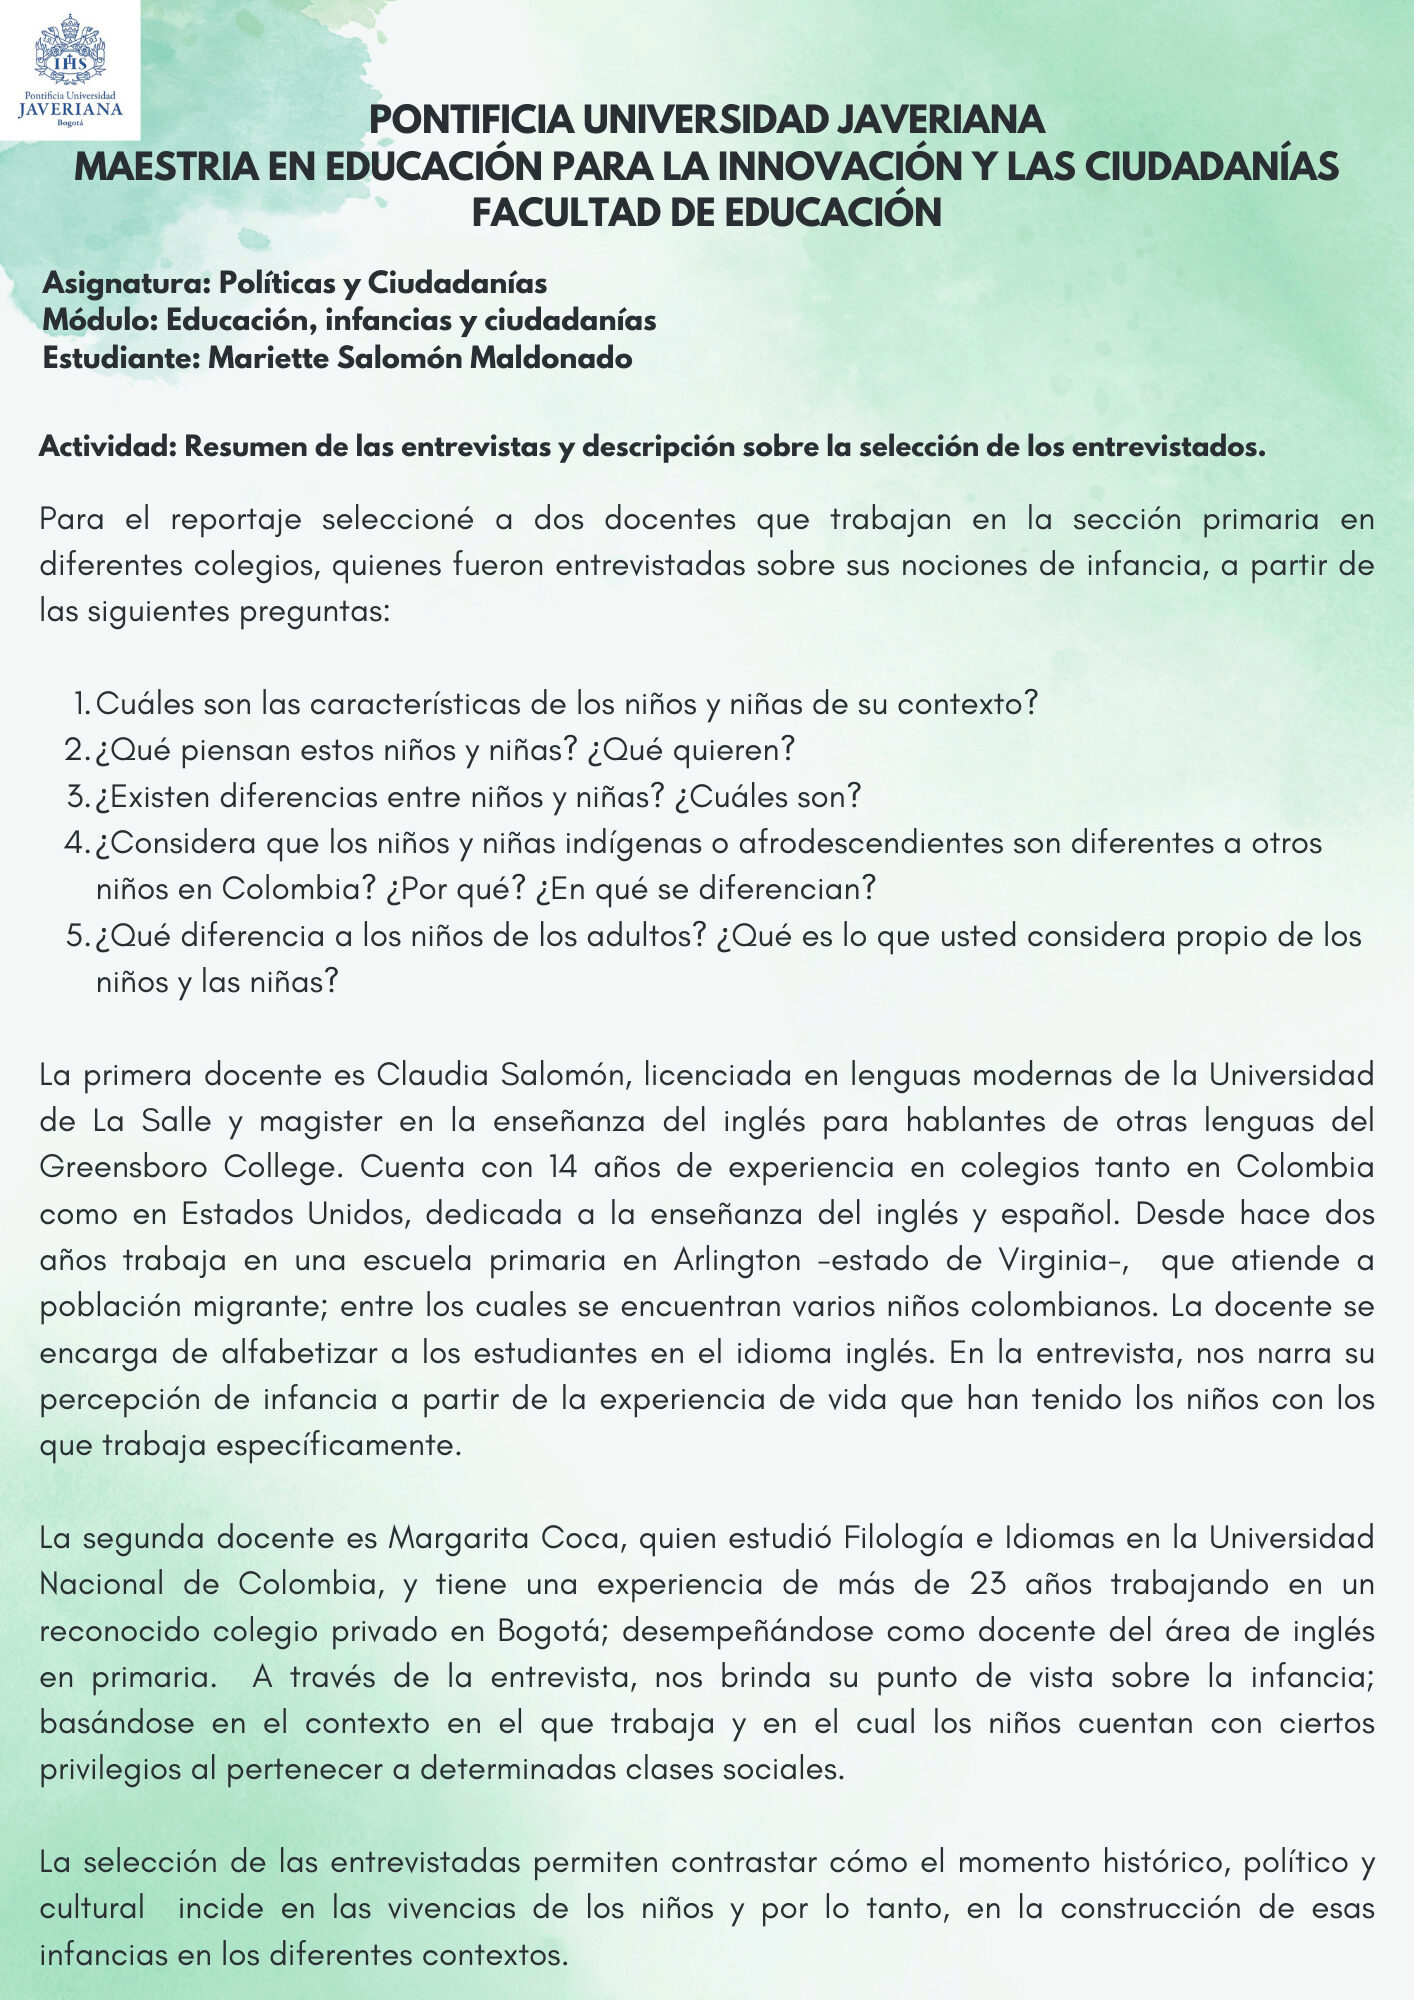 IHS
Pontificia Universidad
JAVERIANA
Bogotá
PONTIFICIA UNIVERSIDAD JAVERIANA
MAESTRIA EN EDUCACIÓN PARA LA INNOVACIÓN Y LAS CIUDADANÍAS
FACULTAD DE EDUCACIÓN
Asignatura: Políticas y Ciudadanías
Módulo: Educación, infancias y ciudadanías
Estudiante: Mariette Salomón Maldonado
Actividad: Resumen de las entrevistas y descripción sobre la selección de los entrevistados.
Para el reportaje seleccioné a dos docentes que trabajan en la sección primaria en
diferentes colegios, quienes fueron entrevistadas sobre sus nociones de infancia, a partir de
las siguientes preguntas:
1. Cuáles son las características de los niños y niñas de su contexto?
2. ¿Qué piensan estos niños y niñas? ¿Qué quieren?
3. ¿Existen diferencias entre niños y niñas? ¿Cuáles son?
4. ¿Considera que los niños y niñas indígenas o afrodescendientes son diferentes a otros
niños en Colombia? ¿Por qué? ¿En qué se diferencian?
5. ¿Qué diferencia a los niños de los adultos? ¿Qué es lo que usted considera propio de los
niños y las niñas?
La primera docente es Claudia Salomón, licenciada en lenguas modernas de la Universidad
de La Salle y magister en la enseñanza del inglés para hablantes de otras lenguas del
Greensboro College. Cuenta con 14 años de experiencia en colegios tanto en Colombia
como en Estados Unidos, dedicada a la enseñanza del inglés y español. Desde hace dos
años trabaja en una escuela primaria en Arlington -estado de Virginia-, que atiende a
población migrante; entre los cuales se encuentran varios niños colombianos. La docente se
encarga de alfabetizar a los estudiantes en el idioma inglés. En la entrevista, nos narra su
percepción de infancia a partir de la experiencia de vida que han tenido los niños con los
que trabaja específicamente.
La segunda docente es Margarita Coca, quien estudió Filología e Idiomas en la Universidad
Nacional de Colombia, y tiene una experiencia de más de 23 años trabajando en un
reconocido colegio privado en Bogotá; desempeñándose como docente del área de inglés
en primaria. A través de la entrevista, nos brinda su punto de vista sobre la infancia;
basándose en el contexto en el que trabaja y en el cual los niños cuentan con ciertos
privilegios al pertenecer a determinadas clases sociales.
La selección de las entrevistadas permiten contrastar cómo el momento histórico, político y
cultural incide en las vivencias de los niños y por lo tanto, en la construcción de esas
infancias en los diferentes contextos.